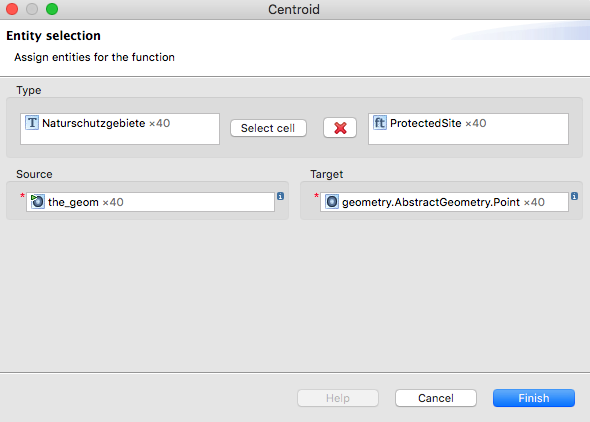 Centroid
Entity selection
Assign entities for the function
Type
T Naturschutzgebiete ×40
Select cell
ft ProtectedSite ×40
Source
Target
* the_geom ×40 i
* geometry.AbstractGeometry.Point ×40 i
Help
Cancel
Finish